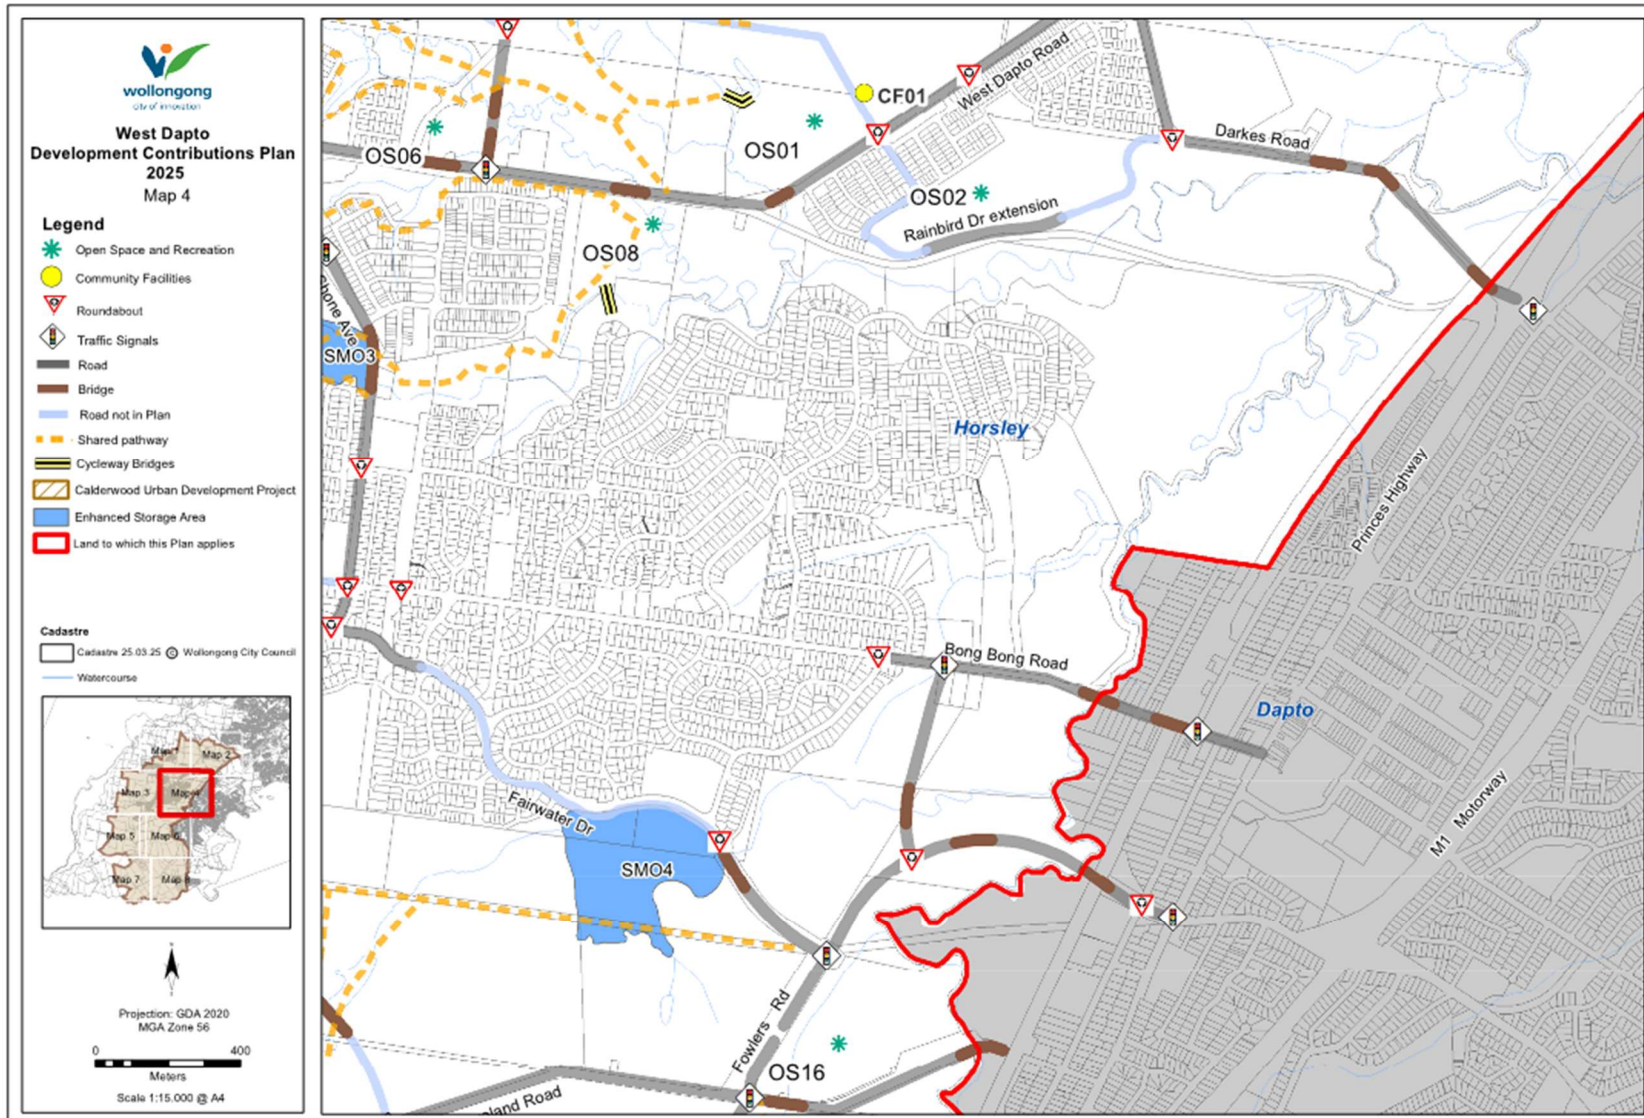 wollongong
city of innovation
West Dapto
Development Contributions Plan
2025
Map 4
Legend
Open Space and Recreation
Community Facilities
Roundabout
Traffic Signals
Road
Bridge
Road not in Plan
Shared pathway
Cycleway Bridges
Calderwood Urban Development Project
Enhanced Storage Area
Land to which this Plan applies
Cadastre
Cadastre 25.03.25 © Wollongong City Council
Watercourse
Map 2
Map 3
Map 4
Map 5
Map 7
Projection: GDA 2020
MGA Zone 56
0 400
Meters
Scale 1:15.000 @ A4
CF01
West Dapto Road
Darkes Road
OS06
OS01
OS02
Rainbird Dr extension
OS08
SMO3
Horsley
Princes Highway
Bong Bong Road
Dapto
M1 Motorway
Fairwater Dr
SMO4
Fowlers Rd
OS16
Road